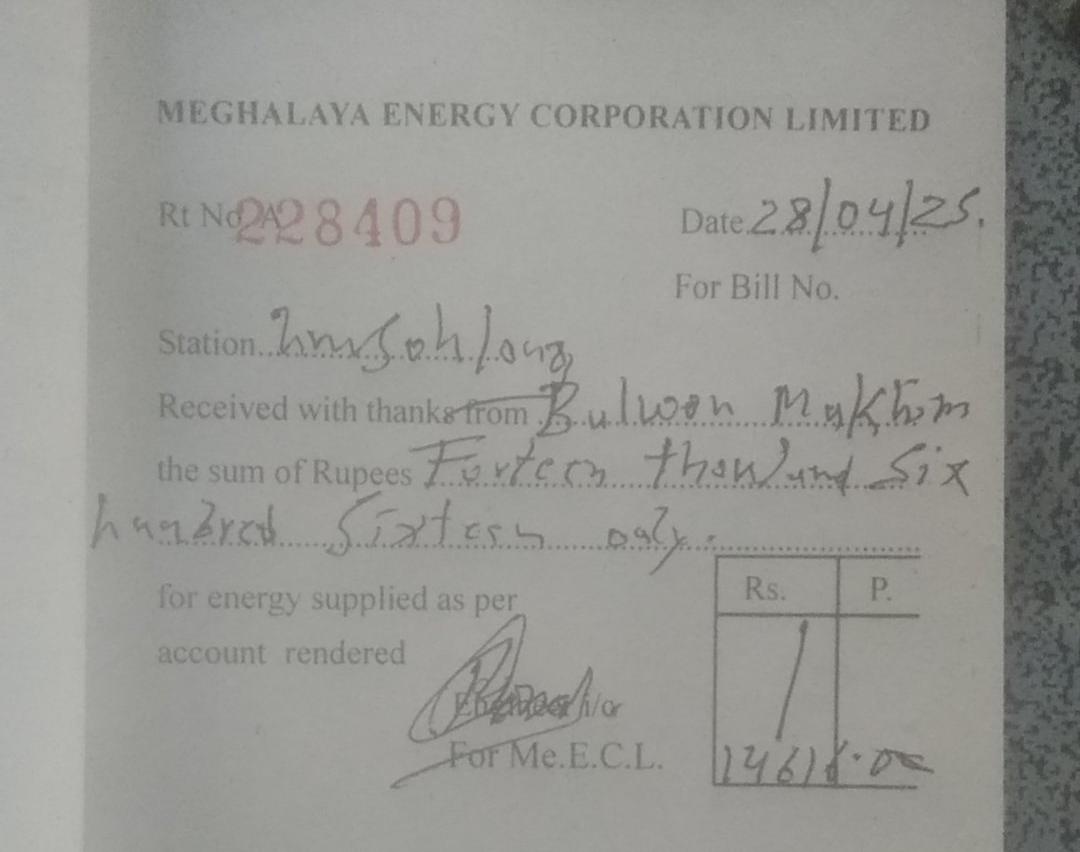 MEGHALAYA ENERGY CORPORATION LIMITED
Rt No 228409 Date 28/04/25.
For Bill No.
Station
Received with thanks from Bulwon Mukhim
the sum of Rupees Forteen thousand Six
hundred Sixteen only.
Rs. P.
for energy supplied as per
account rendered
For Me.E.C.L.
14616.00